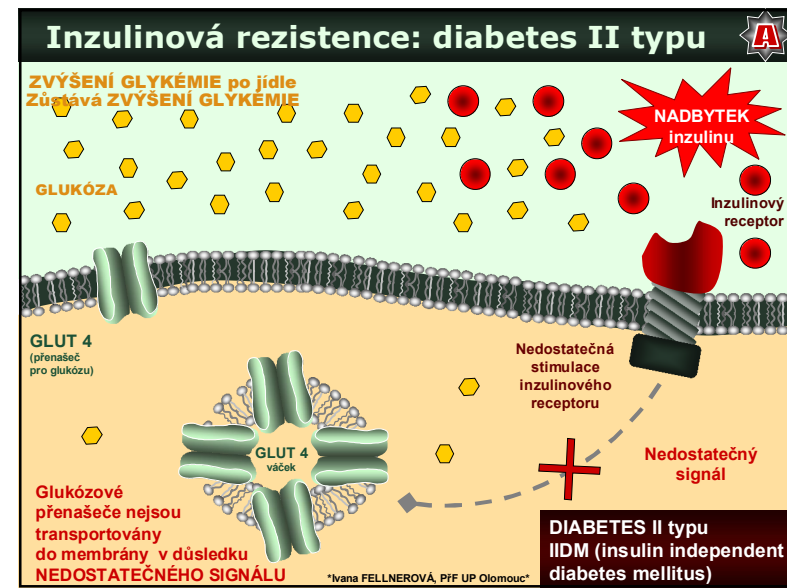 Inzulinová rezistence: diabetes II typu
A
ZVÝŠENÍ GLYKÉMIE po jídle
Zůstává ZVÝŠENÍ GLYKÉMIE
NADBYTEK
inzulinu
GLUKÓZA
Inzulinový
receptor
GLUT 4
(přenašeč
pro glukózu)
Nedostatečná
stimulace
inzulinového
receptoru
GLUT 4
váček
Nedostatečný
signál
Glukózové
přenašeče nejsou
transportovány
do membrány v důsledku
NEDOSTATEČNÉHO SIGNÁLU
*Ivana FELLNEROVÁ, PřF UP Olomouc*
DIABETES II typu
IIDM (insulin independent
diabetes mellitus)